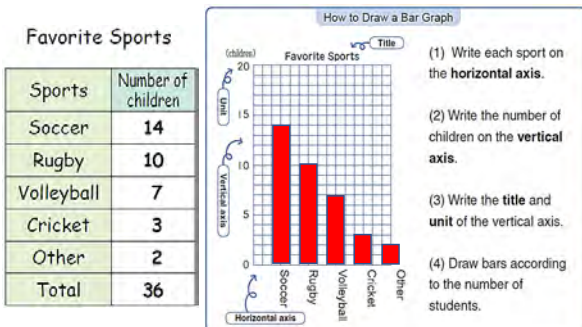 Favorite Sports
Sports Number of children
Soccer 14
Rugby 10
Volleyball 7
Cricket 3
Other 2
Total 36
How to Draw a Bar Graph
Title
(children)
Favorite Sports
20
Unit
15
Vertical axis
10
5
0
Soccer
Rugby
Volleyball
Cricket
Other
Horizontal axis
(1) Write each sport on
the horizontal axis.
(2) Write the number of
children on the vertical
axis.
(3) Write the title and
unit of the vertical axis.
(4) Draw bars according
to the number of
students.